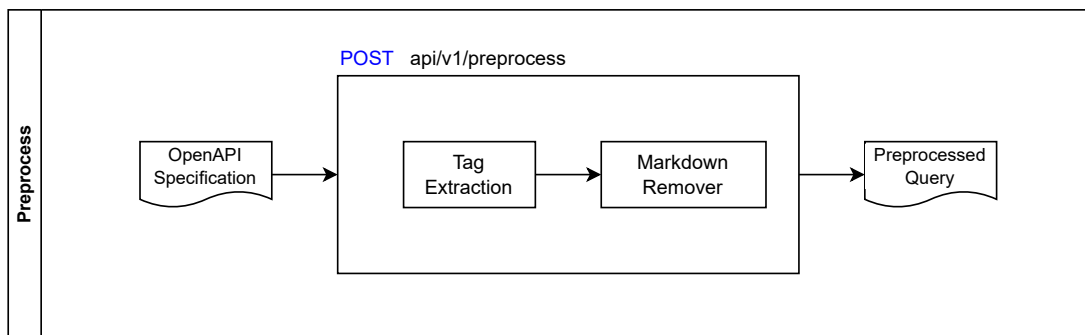 Preprocess
POST api/v1/preprocess
OpenAPI
Specification
Tag
Extraction
Markdown
Remover
Preprocessed
Query